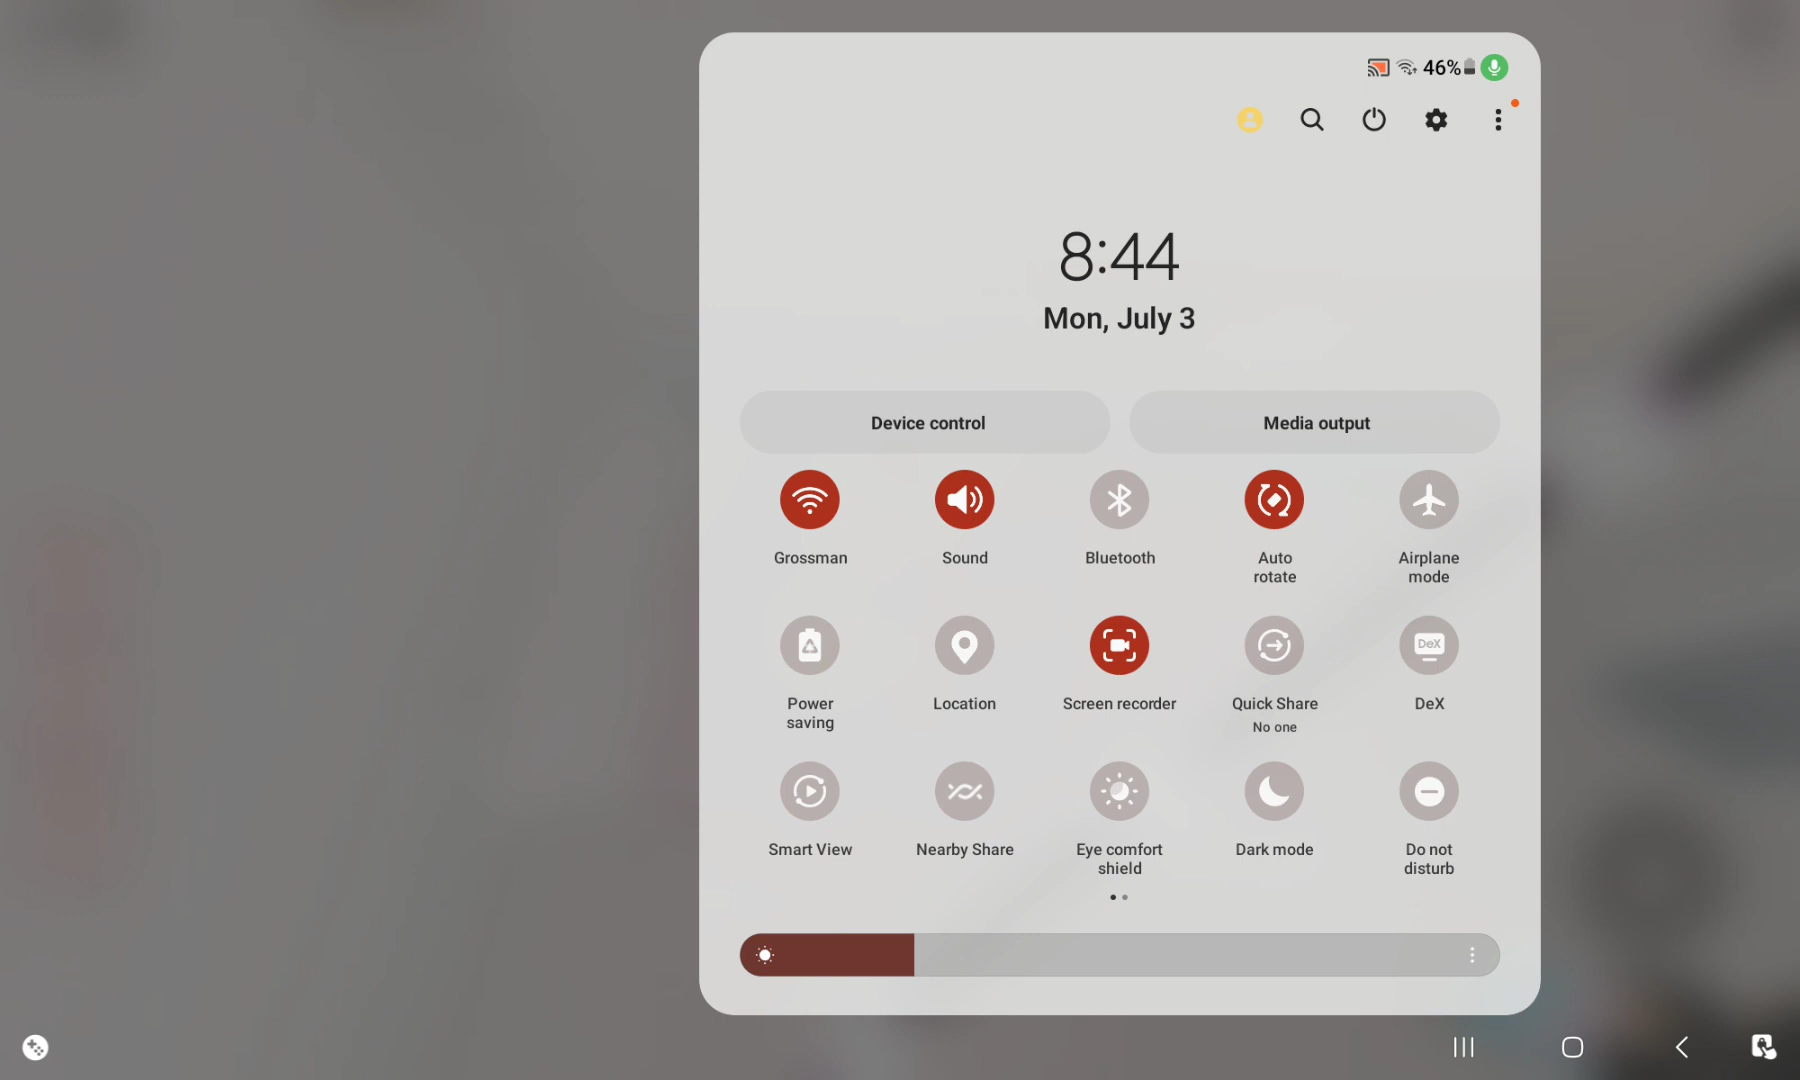 46%
8:44
Mon, July 3
Device control
Media output
Grossman
Sound
Bluetooth
Auto
rotate
Airplane
mode
Power
saving
Location
Screen recorder
Quick Share
No one
DeX
DeX
Smart View
Nearby Share
Eye comfort
shield
Dark mode
Do not
disturb